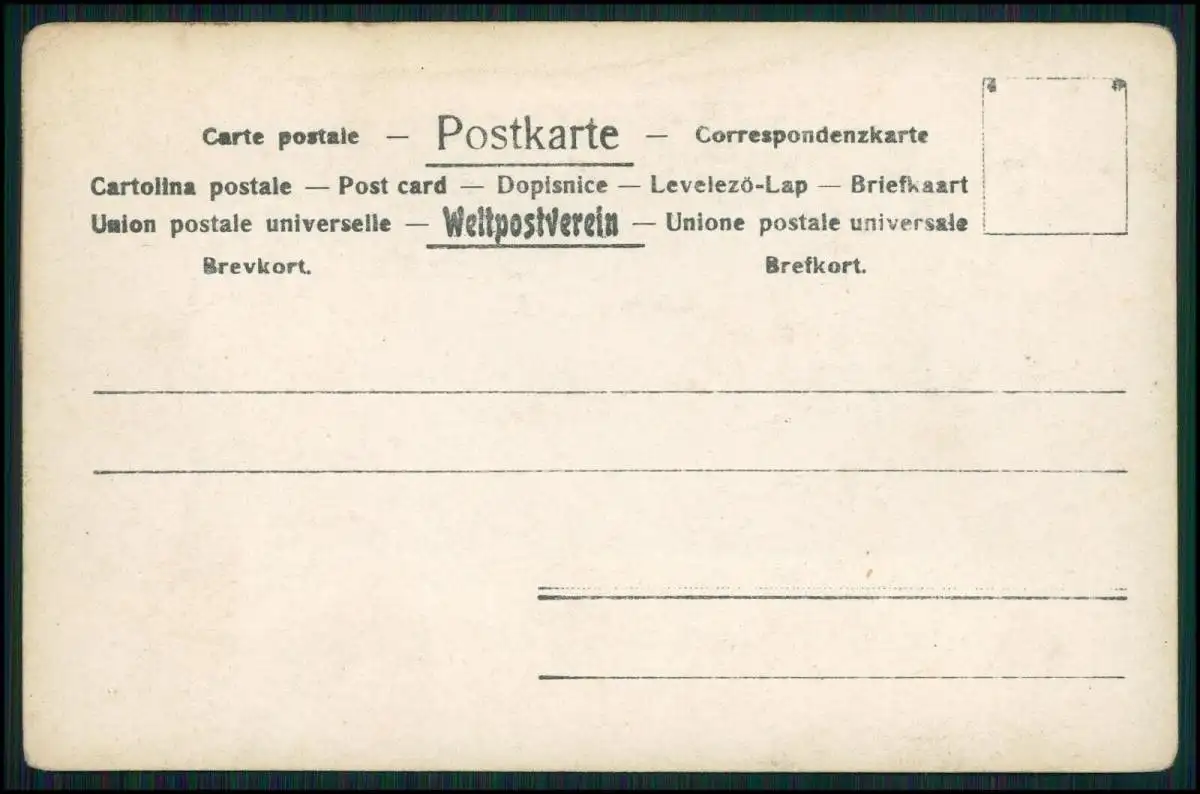 Carte postale — Postkarte — Correspondenzkarte
Cartolina postale — Post card — Dopisnice — Levelező-Lap — Briefkaart
Union postale universelle — Weltpostverein — Unione postale universale
Brevkort. Brefkort.